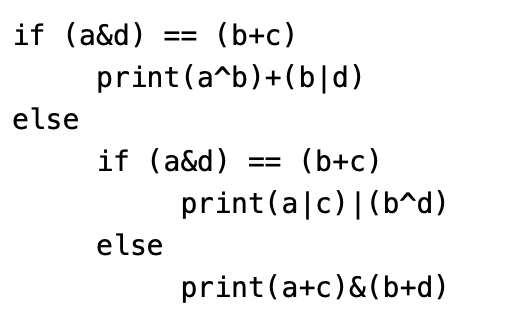 if (a&d) == (b+c)
print(a^b)+(b|d)
else
if (a&d) == (b+c)
print(a|c)|(b^d)
else
print(a+c)&(b+d)